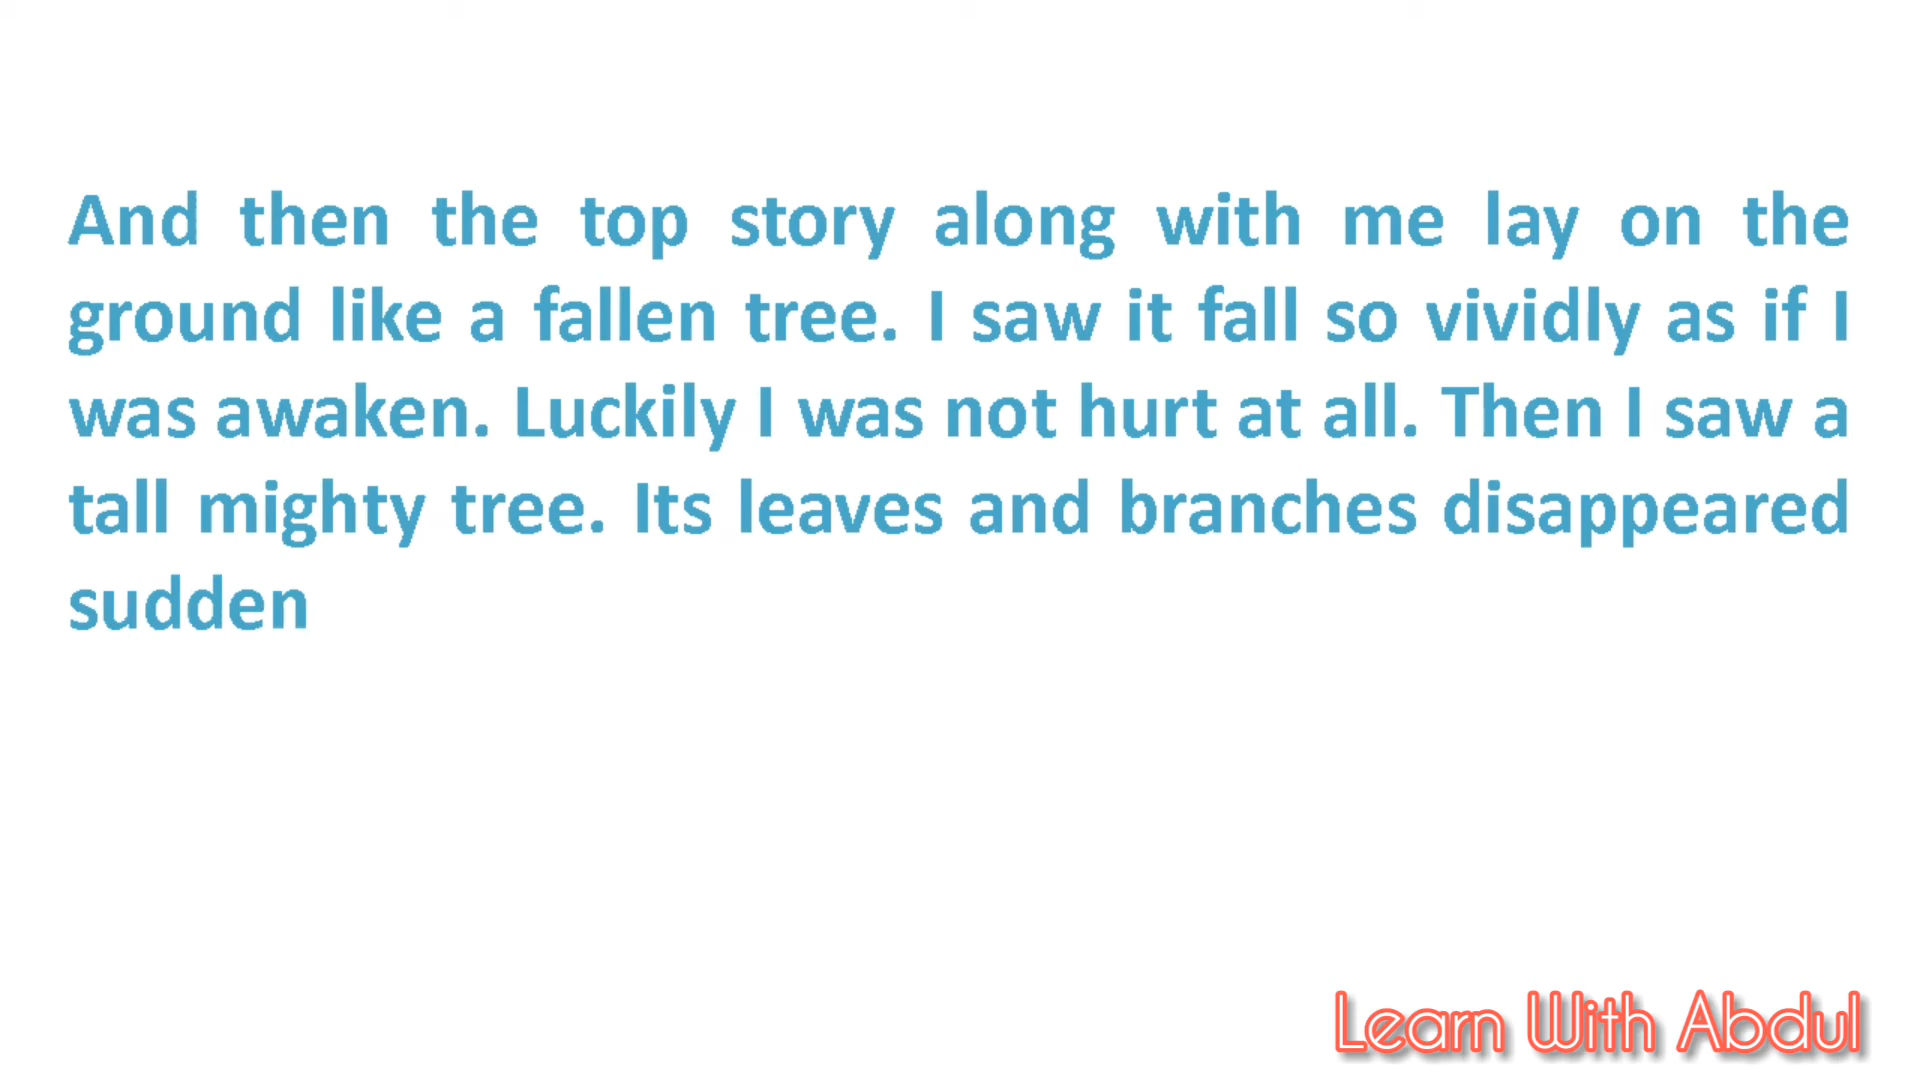 And then the top story along with me lay on the
ground like a fallen tree. I saw it fall so vividly as if I
was awaken. Luckily I was not hurt at all. Then I saw a
tall mighty tree. Its leaves and branches disappeared
sudden
Learn With Abdul